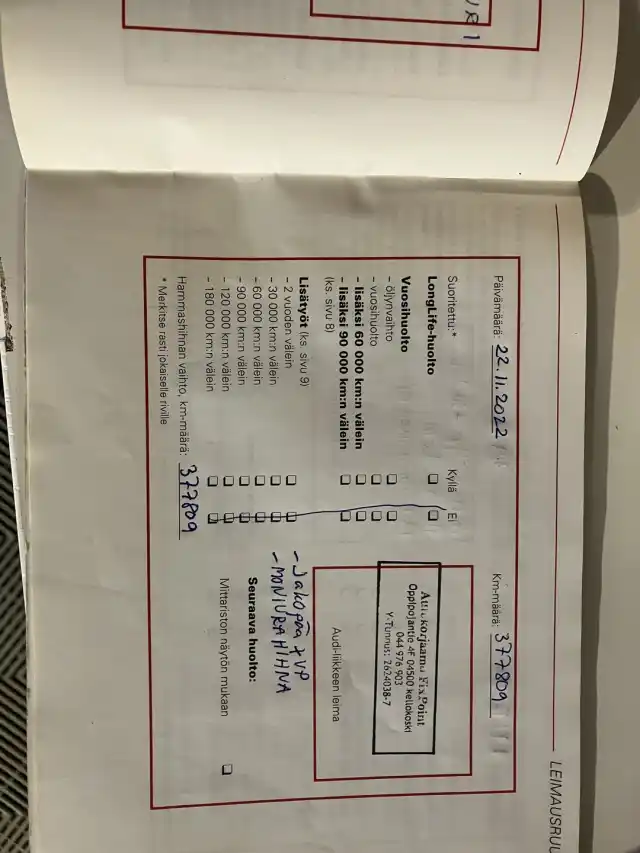 LEIMAUSRUU
Päivämäärä: 22.11.2022
Km-määrä: 377809
Suoritettu:*
Kyllä
Ei
LongLife-huolto
Vuosihuolto
- öljynvaihto
- vuosihuolto
- lisäksi 60 000 km:n välein
- lisäksi 90 000 km:n välein
(ks. sivu 8)
Lisätyöt (ks. sivu 9)
- 2 vuoden välein
- 30 000 km:n välein
- 60 000 km:n välein
- 90 000 km:n välein
- 120 000 km:n välein
- 180 000 km:n välein
Hammashihnan vaihto, km-määrä: 377809
* Merkitse rasti jokaiselle riville
Autokorjaamo FixPoint
Oppipojantie 4F 04500 kellokoski
044 976 903
Y-Tunnus: 2624038-7
Audi-liikkeen leima
- Jakopää + VP
- MONIURAHIHNA
Seuraava huolto:
Mittariston näytön mukaan